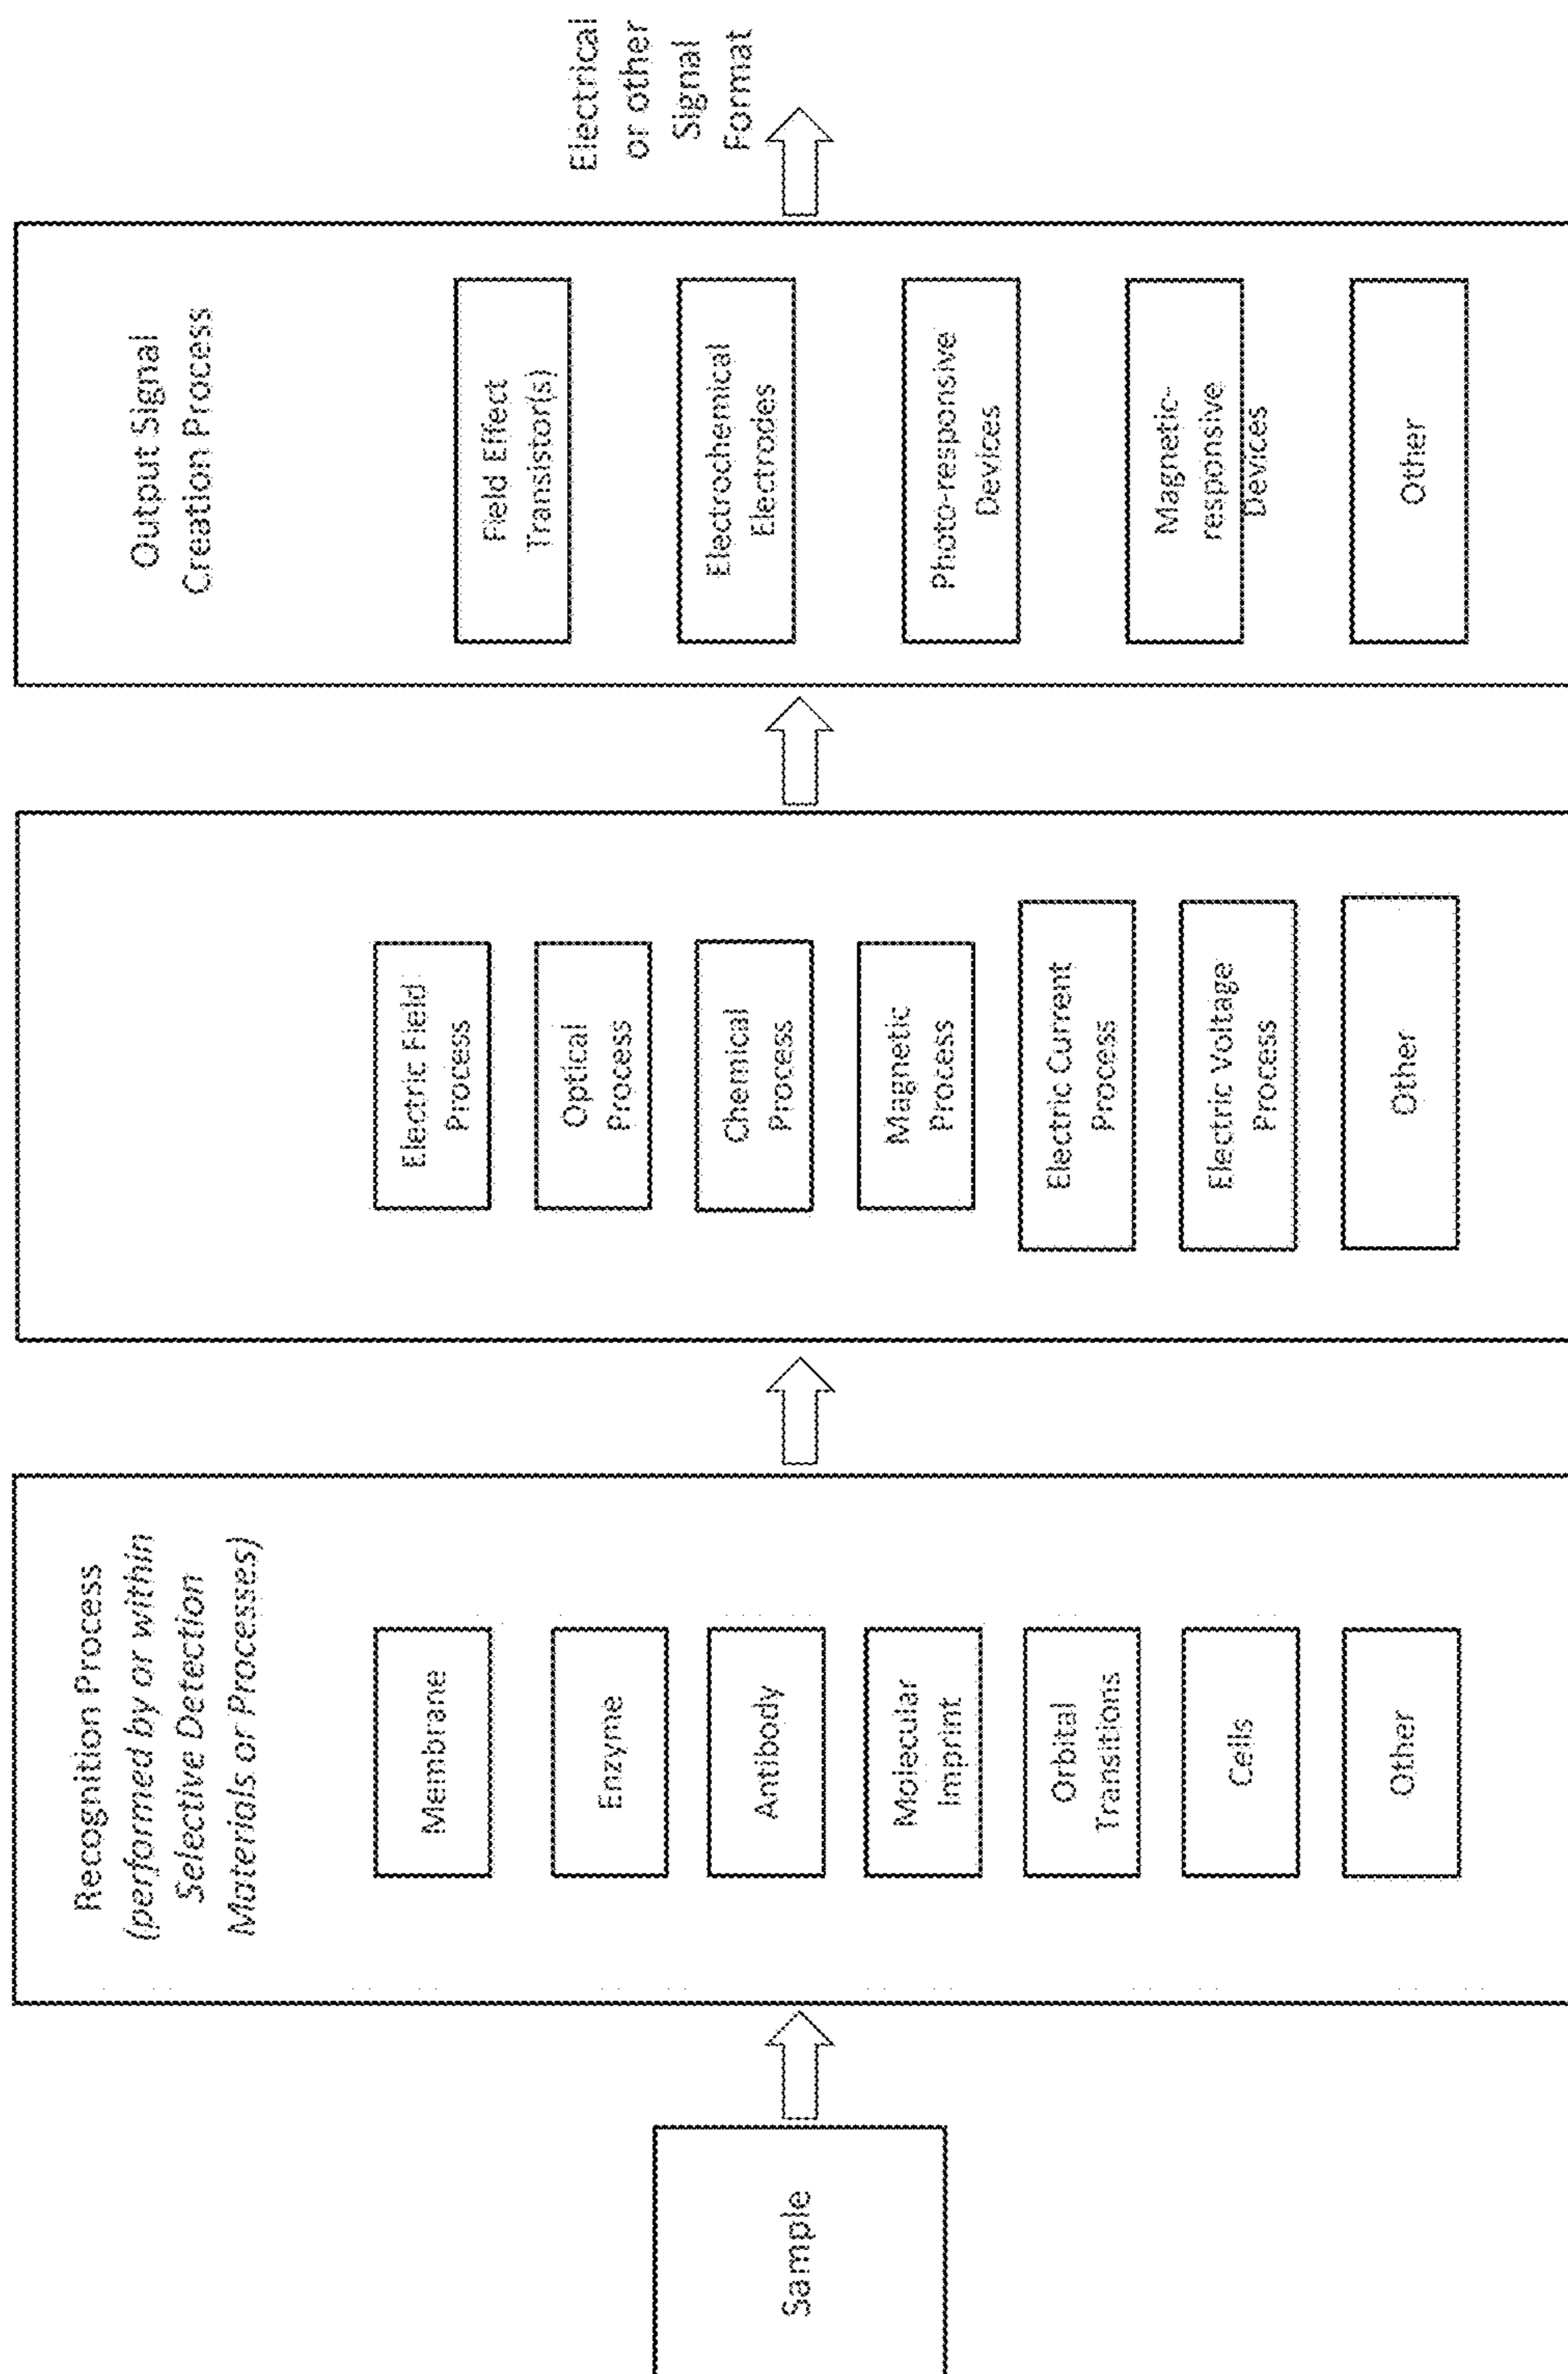 Sample
Recognition Process
(performed by or within
Selective Detection
Materials or Processes)
Membrane
Enzyme
Antibody
Molecular
Imprint
Orbital
Transitions
Cells
Other
Electric Field
Process
Optical
Process
Chemical
Process
Magnetic
Process
Electric Current
Process
Electric Voltage
Process
Other
Output Signal
Creation Process
Field Effect
Transistor(s)
Electrochemical
Electrodes
Photo-responsive
Devices
Magnetic-
responsive
Devices
Other
Electrical
or other
Signal
Format